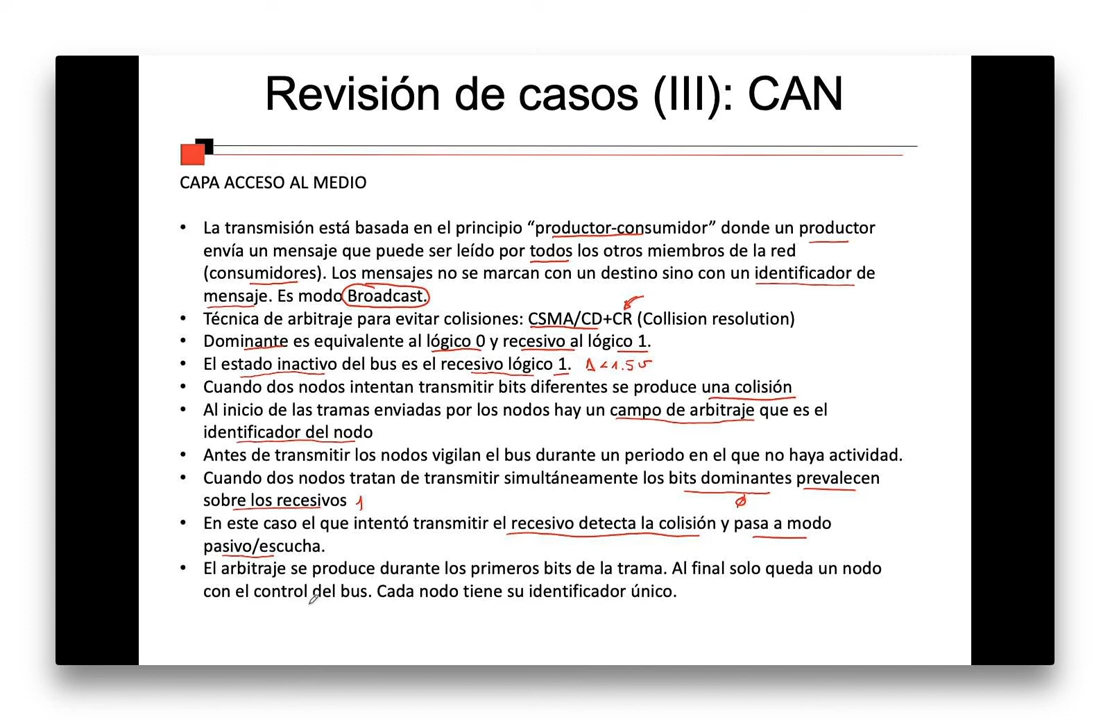 Revisión de casos (III): CAN
CAPA ACCESO AL MEDIO
• La transmisión está basada en el principio “productor-consumidor” donde un productor
envía un mensaje que puede ser leído por todos los otros miembros de la red
(consumidores). Los mensajes no se marcan con un destino sino con un identificador de
mensaje. Es modo Broadcast.
• Técnica de arbitraje para evitar colisiones: CSMA/CD+CR (Collision resolution)
• Dominante es equivalente al lógico 0 y recesivo al lógico 1.
• El estado inactivo del bus es el recesivo lógico 1. Δ < 1.5 v
• Cuando dos nodos intentan transmitir bits diferentes se produce una colisión
• Al inicio de las tramas enviadas por los nodos hay un campo de arbitraje que es el
identificador del nodo
• Antes de transmitir los nodos vigilan el bus durante un periodo en el que no haya actividad.
• Cuando dos nodos tratan de transmitir simultáneamente los bits dominantes prevalecen
sobre los recesivos 1 Ø
• En este caso el que intentó transmitir el recesivo detecta la colisión y pasa a modo
pasivo/escucha.
• El arbitraje se produce durante los primeros bits de la trama. Al final solo queda un nodo
con el control del bus. Cada nodo tiene su identificador único.